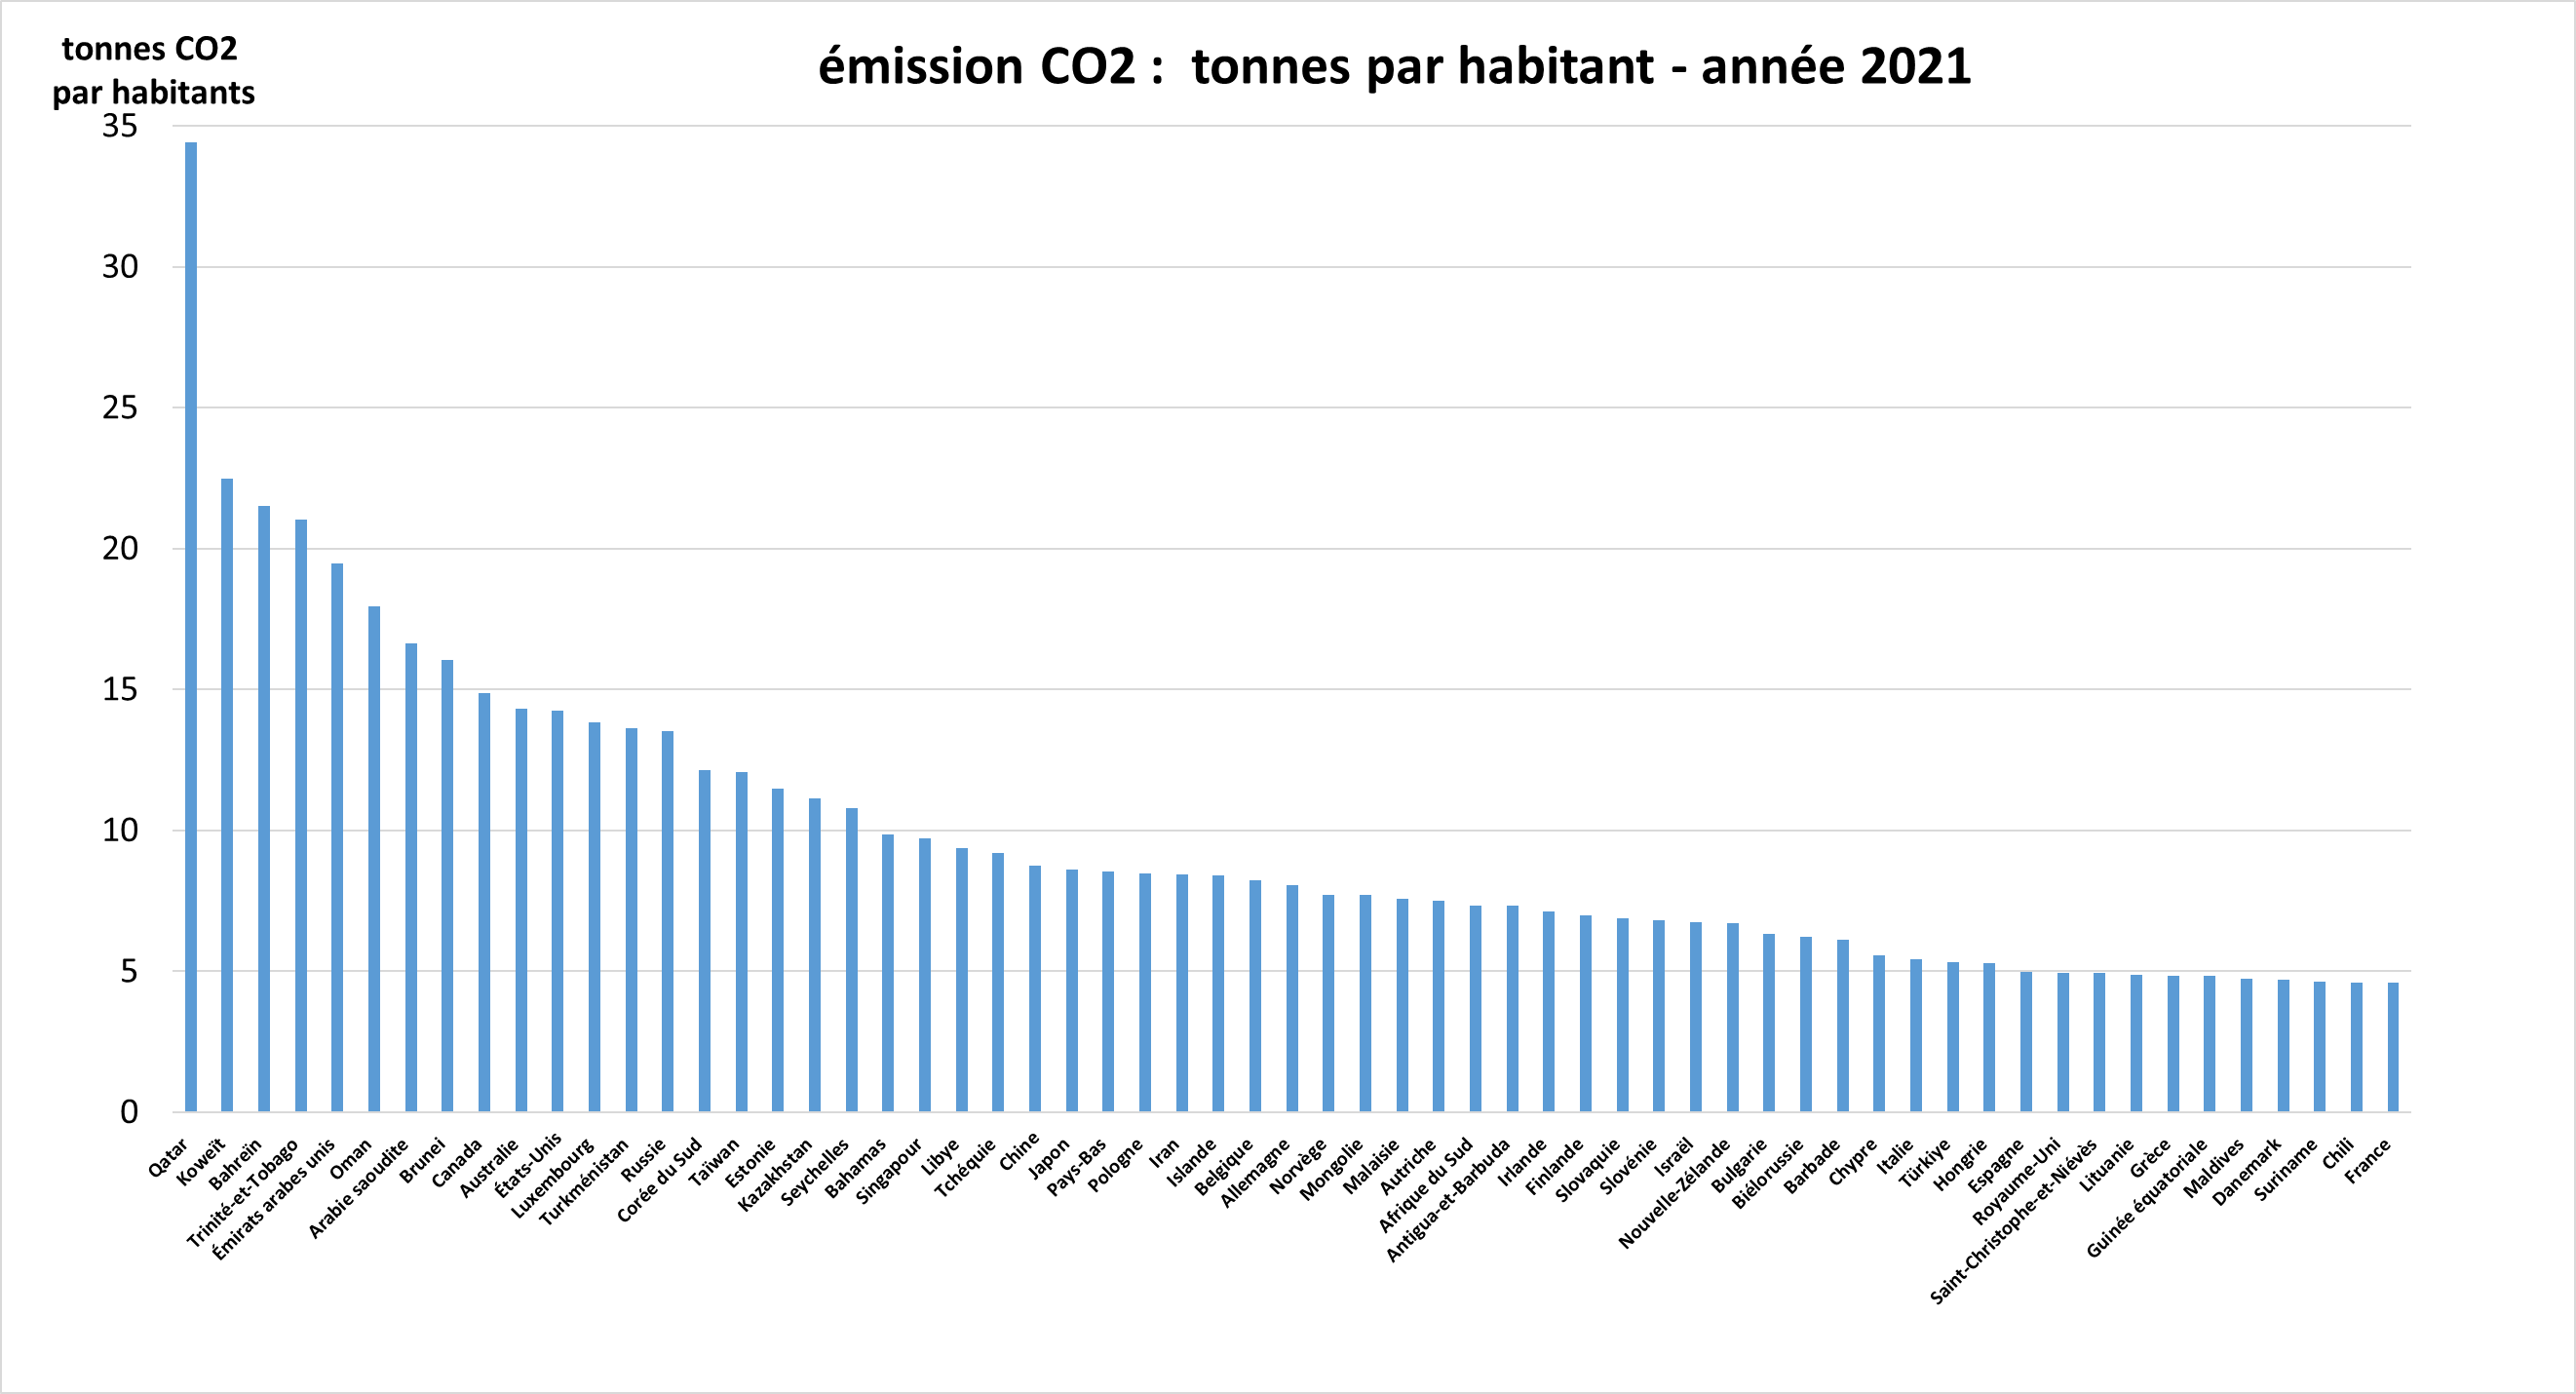 tonnes CO2
par habitants
émission CO2 :  tonnes par habitant - année 2021
35
30
25
20
15
10
5
0
Qatar
Koweït
Bahreïn
Trinité-et-Tobago
Émirats arabes unis
Oman
Arabie saoudite
Brunei
Canada
Australie
États-Unis
Luxembourg
Turkménistan
Russie
Corée du Sud
Taïwan
Estonie
Kazakhstan
Seychelles
Bahamas
Singapour
Libye
Tchéquie
Chine
Japon
Pays-Bas
Pologne
Iran
Islande
Belgique
Allemagne
Norvège
Mongolie
Malaisie
Autriche
Afrique du Sud
Antigua-et-Barbuda
Irlande
Finlande
Slovaquie
Slovénie
Israël
Nouvelle-Zélande
Bulgarie
Biélorussie
Barbade
Chypre
Italie
Türkiye
Hongrie
Espagne
Royaume-Uni
Saint-Christophe-et-Niévès
Lituanie
Grèce
Guinée équatoriale
Maldives
Danemark
Suriname
Chili
France